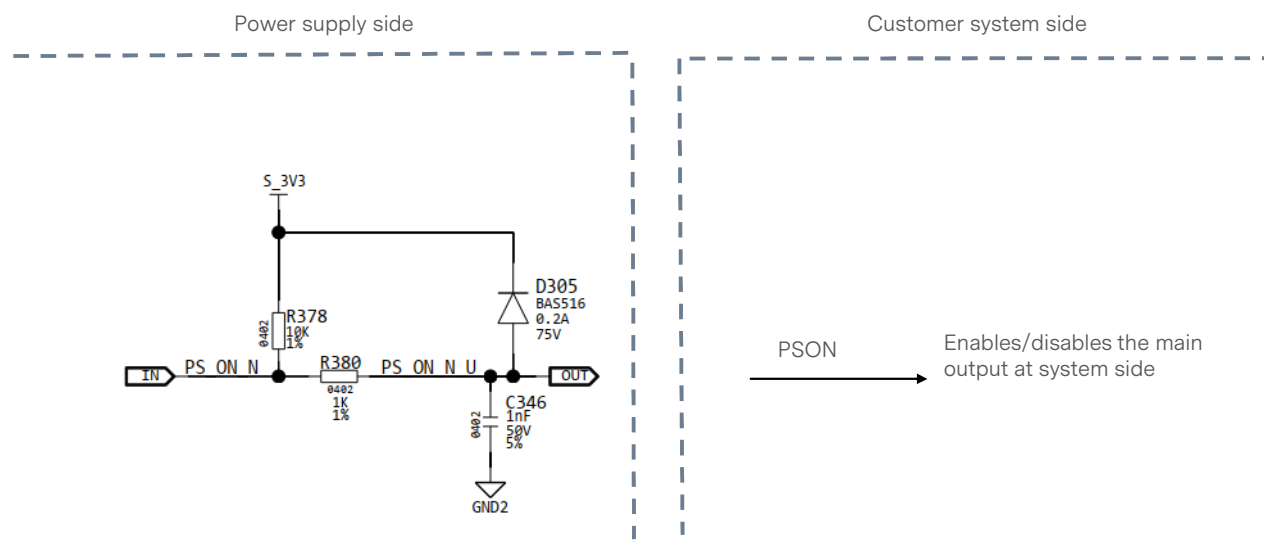 Power supply side
Customer system side
S_3V3
D305
BAS516
0.2A
75V
R378
10K
1%
0402
IN
PS_ON_N
R380
0402
1K
1%
PS_ON_N_U
OUT
C346
1nF
50V
5%
0402
GND2
PSON
Enables/disables the main
output at system side